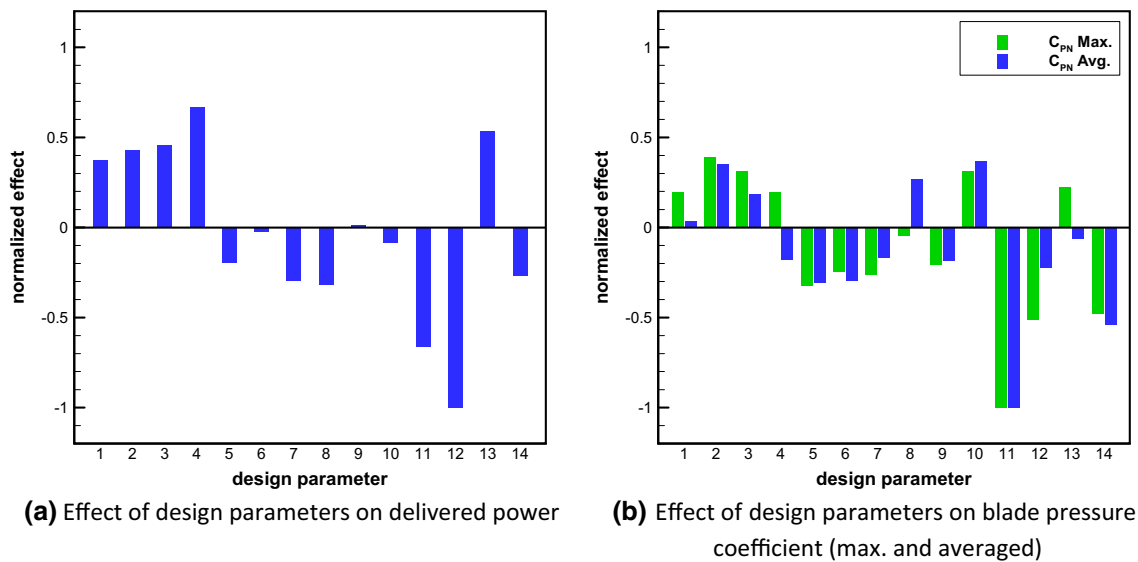 1
0.5
0
-0.5
-1
normalized effect
1 2 3 4 5 6 7 8 9 10 11 12 13 14
design parameter
(a) Effect of design parameters on delivered power
C_PN Max.
C_PN Avg.
1
0.5
0
-0.5
-1
normalized effect
1 2 3 4 5 6 7 8 9 10 11 12 13 14
design parameter
(b) Effect of design parameters on blade pressure
coefficient (max. and averaged)